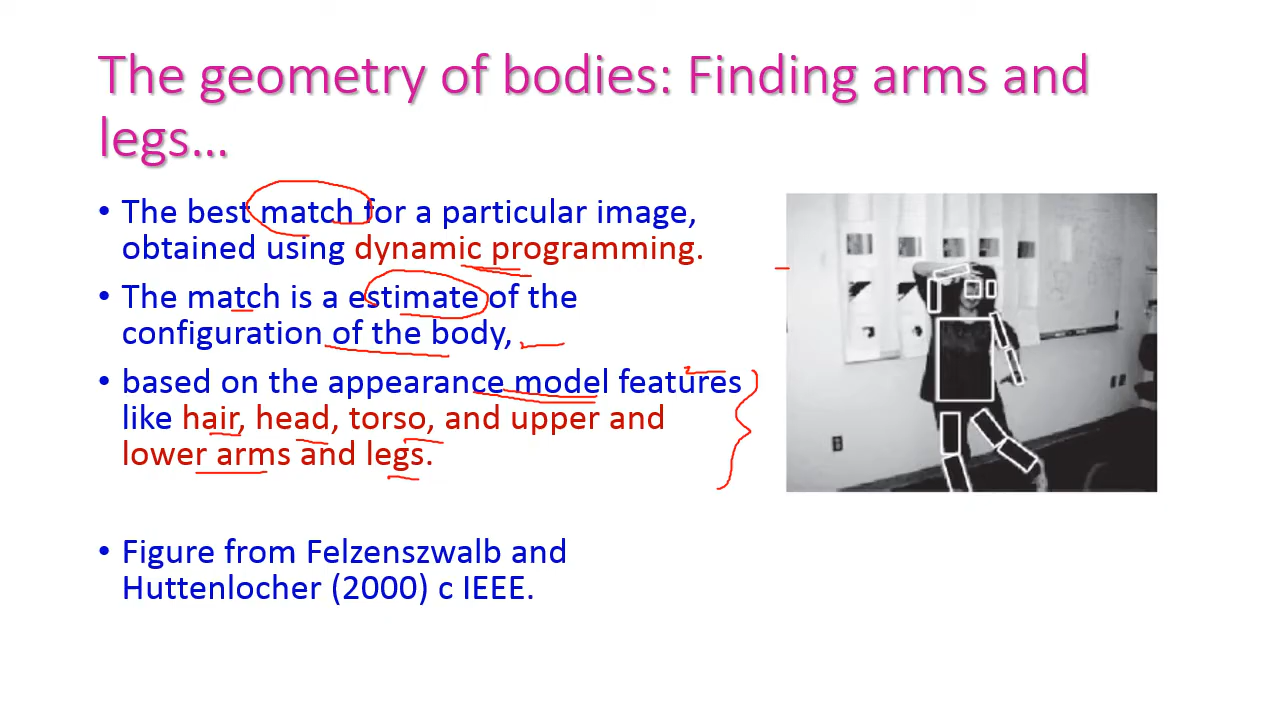 The geometry of bodies: Finding arms and
legs…
• The best match for a particular image,
obtained using dynamic programming.
• The match is a estimate of the
configuration of the body,
• based on the appearance model features
like hair, head, torso, and upper and
lower arms and legs.
• Figure from Felzenszwalb and
Huttenlocher (2000) c IEEE.